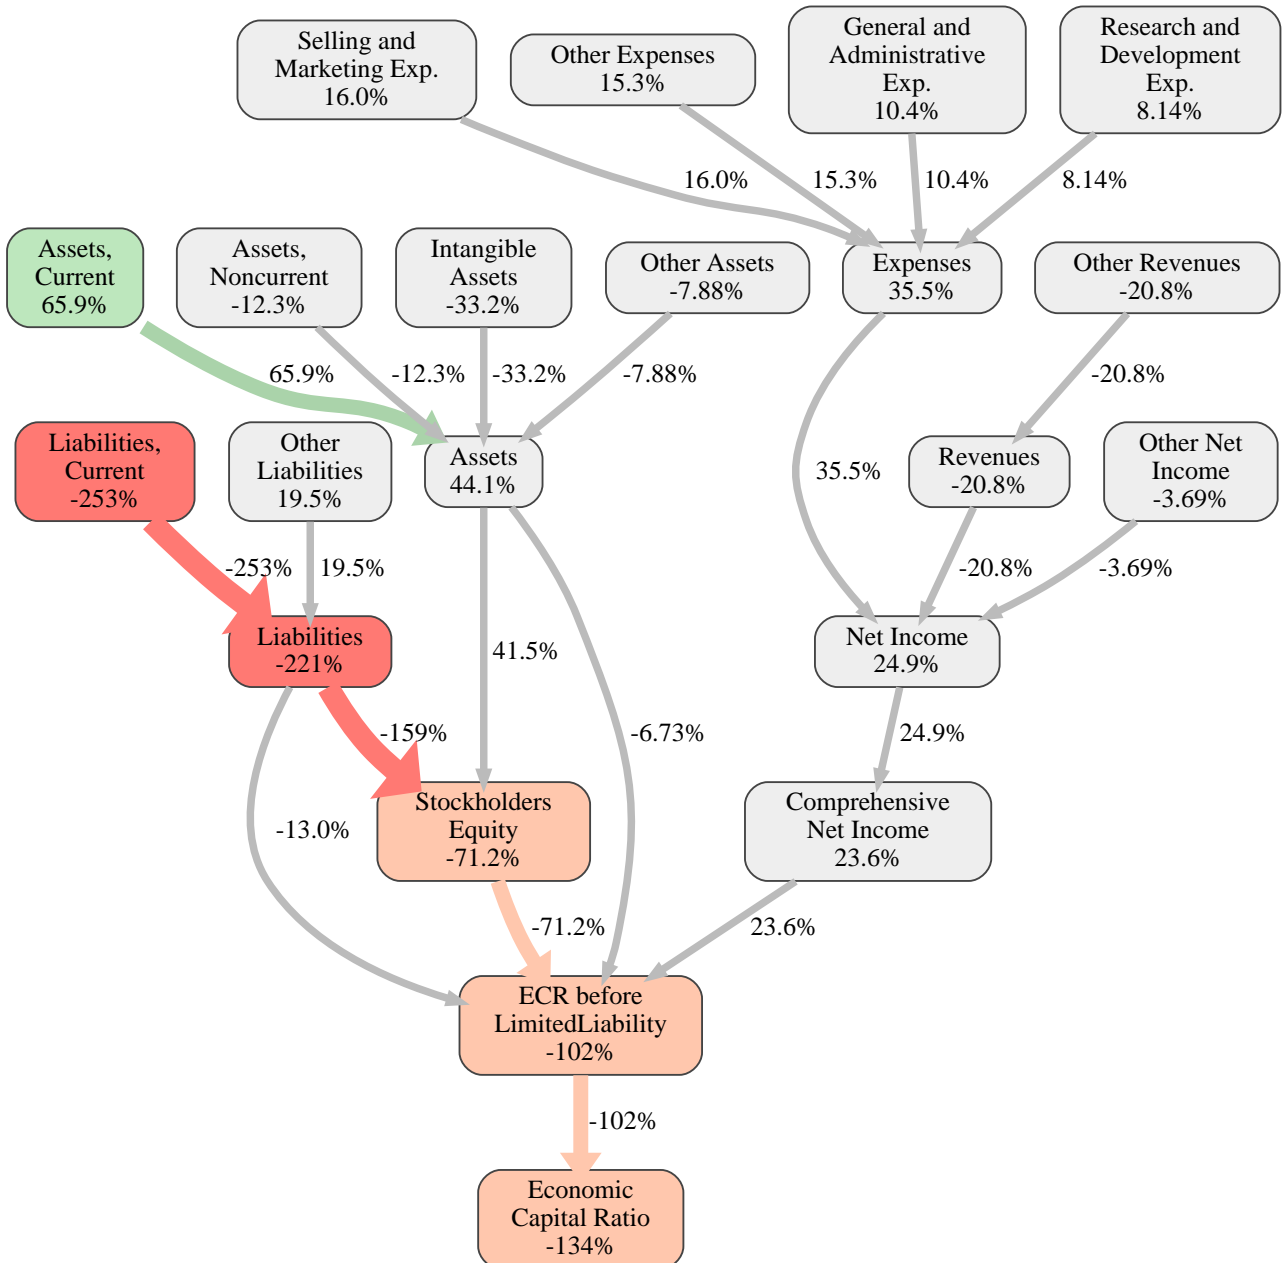 Selling and
Marketing Exp.
16.0%
Other Expenses
15.3%
General and
Administrative
Exp.
10.4%
Research and
Development
Exp.
8.14%
16.0%
15.3%
10.4%
8.14%
Assets,
Current
65.9%
Assets,
Noncurrent
-12.3%
Intangible
Assets
-33.2%
Other Assets
-7.88%
Expenses
35.5%
Other Revenues
-20.8%
65.9%
-12.3%
-33.2%
-7.88%
-20.8%
Liabilities,
Current
-253%
Other
Liabilities
19.5%
Assets
44.1%
35.5%
Revenues
-20.8%
Other Net
Income
-3.69%
-253%
19.5%
-20.8%
-3.69%
Liabilities
-221%
41.5%
Net Income
24.9%
-159%
-6.73%
24.9%
-13.0%
Stockholders
Equity
-71.2%
Comprehensive
Net Income
23.6%
-71.2%
23.6%
ECR before
LimitedLiability
-102%
-102%
Economic
Capital Ratio
-134%